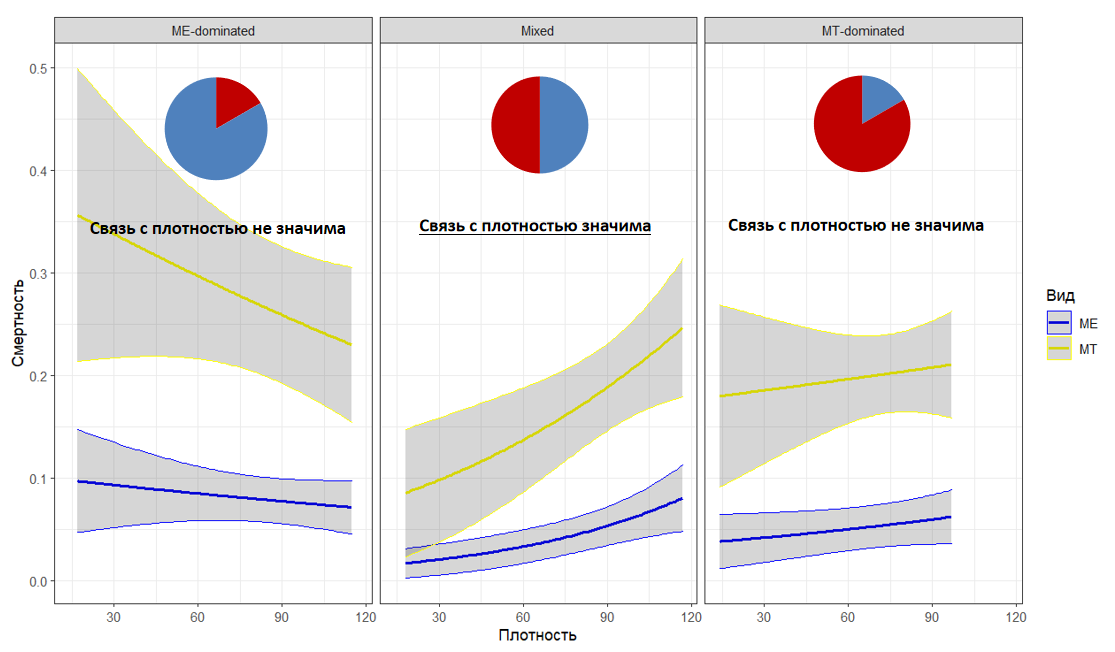 ME-dominated
Mixed
MT-dominated
0.5
0.4
0.3
0.2
0.1
0.0
Смертность
Связь с плотностью не значима
Связь с плотностью значима
Связь с плотностью не значима
Вид
ME
MT
30 60 90 120
30 60 90 120
30 60 90 120
Плотность